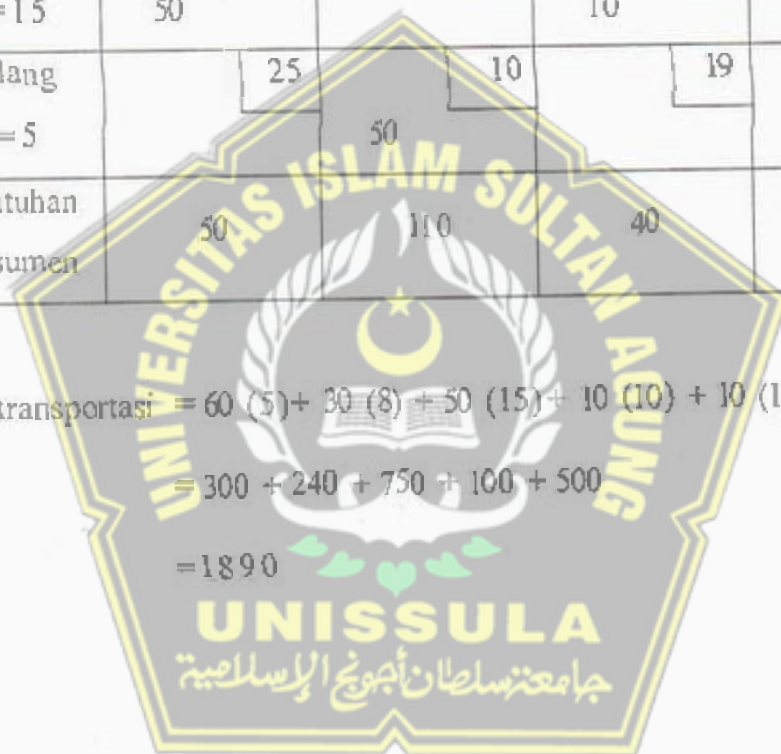 =15 50 10
lang 25 10 19
=5 50
utuhan
sumen 50 110 40
transportasi = 60 (5)+ 30 (8) + 50 (15)+ 10 (10) + 10 (1
= 300 + 240 + 750 + 100 + 500
=1890
UNIVERSITAS ISLAM SULTAN AGUNG
UNISSULA
جامعة سلطان أجونج الإسلامية